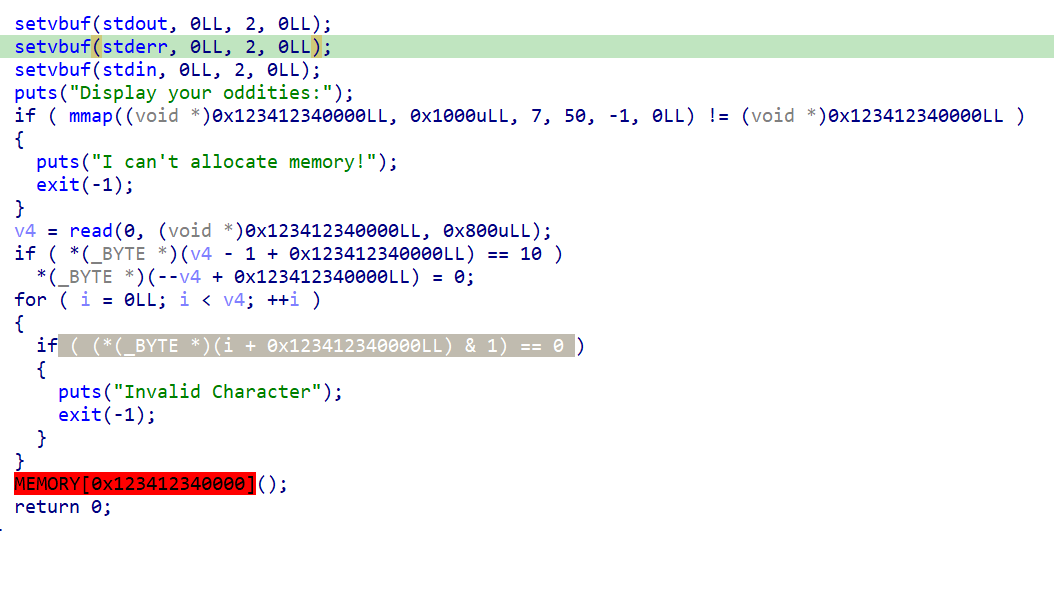 setvbuf(stdout, 0LL, 2, 0LL);
setvbuf(stderr, 0LL, 2, 0LL);
setvbuf(stdin, 0LL, 2, 0LL);
puts("Display your oddities:");
if ( mmap((void *)0x123412340000LL, 0x1000uLL, 7, 50, -1, 0LL) != (void *)0x123412340000LL )
{
  puts("I can't allocate memory!");
  exit(-1);
}
v4 = read(0, (void *)0x123412340000LL, 0x800uLL);
if ( *(_BYTE *)(v4 - 1 + 0x123412340000LL) == 10 )
  *(_BYTE *)(--v4 + 0x123412340000LL) = 0;
for ( i = 0LL; i < v4; ++i )
{
  if ( (*(_BYTE *)(i + 0x123412340000LL) & 1) == 0 )
  {
    puts("Invalid Character");
    exit(-1);
  }
}
MEMORY[0x123412340000]();
return 0;